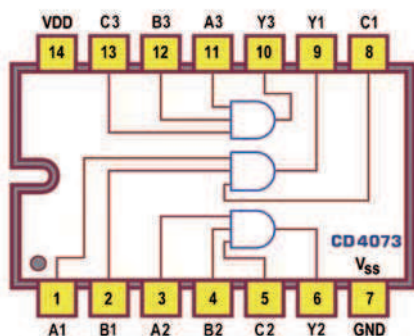 VDD C3 B3 A3 Y3 Y1 C1
14 13 12 11 10 9 8
CD4073
VSS
1 2 3 4 5 6 7
A1 B1 A2 B2 C2 Y2 GND